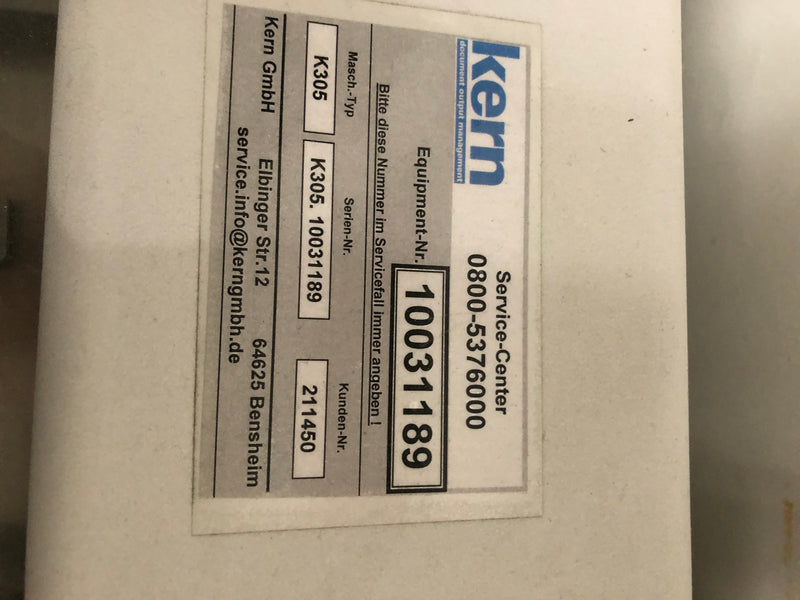 kern
document output management
Service-Center
0800-5376000
Equipment-Nr. 10031189
Bitte diese Nummer im Servicefall immer angeben !
Masch.-Typ Serien-Nr. Kunden-Nr.
K305 K305. 10031189 211450
Kern GmbH Elbinger Str.12 64625 Bensheim
service.info@kerngmbh.de